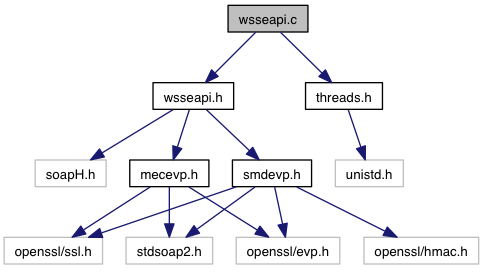 wsseapi.c
wsseapi.h
threads.h
soapH.h
mecevp.h
smdevp.h
unistd.h
openssl/ssl.h
stdsoap2.h
openssl/evp.h
openssl/hmac.h